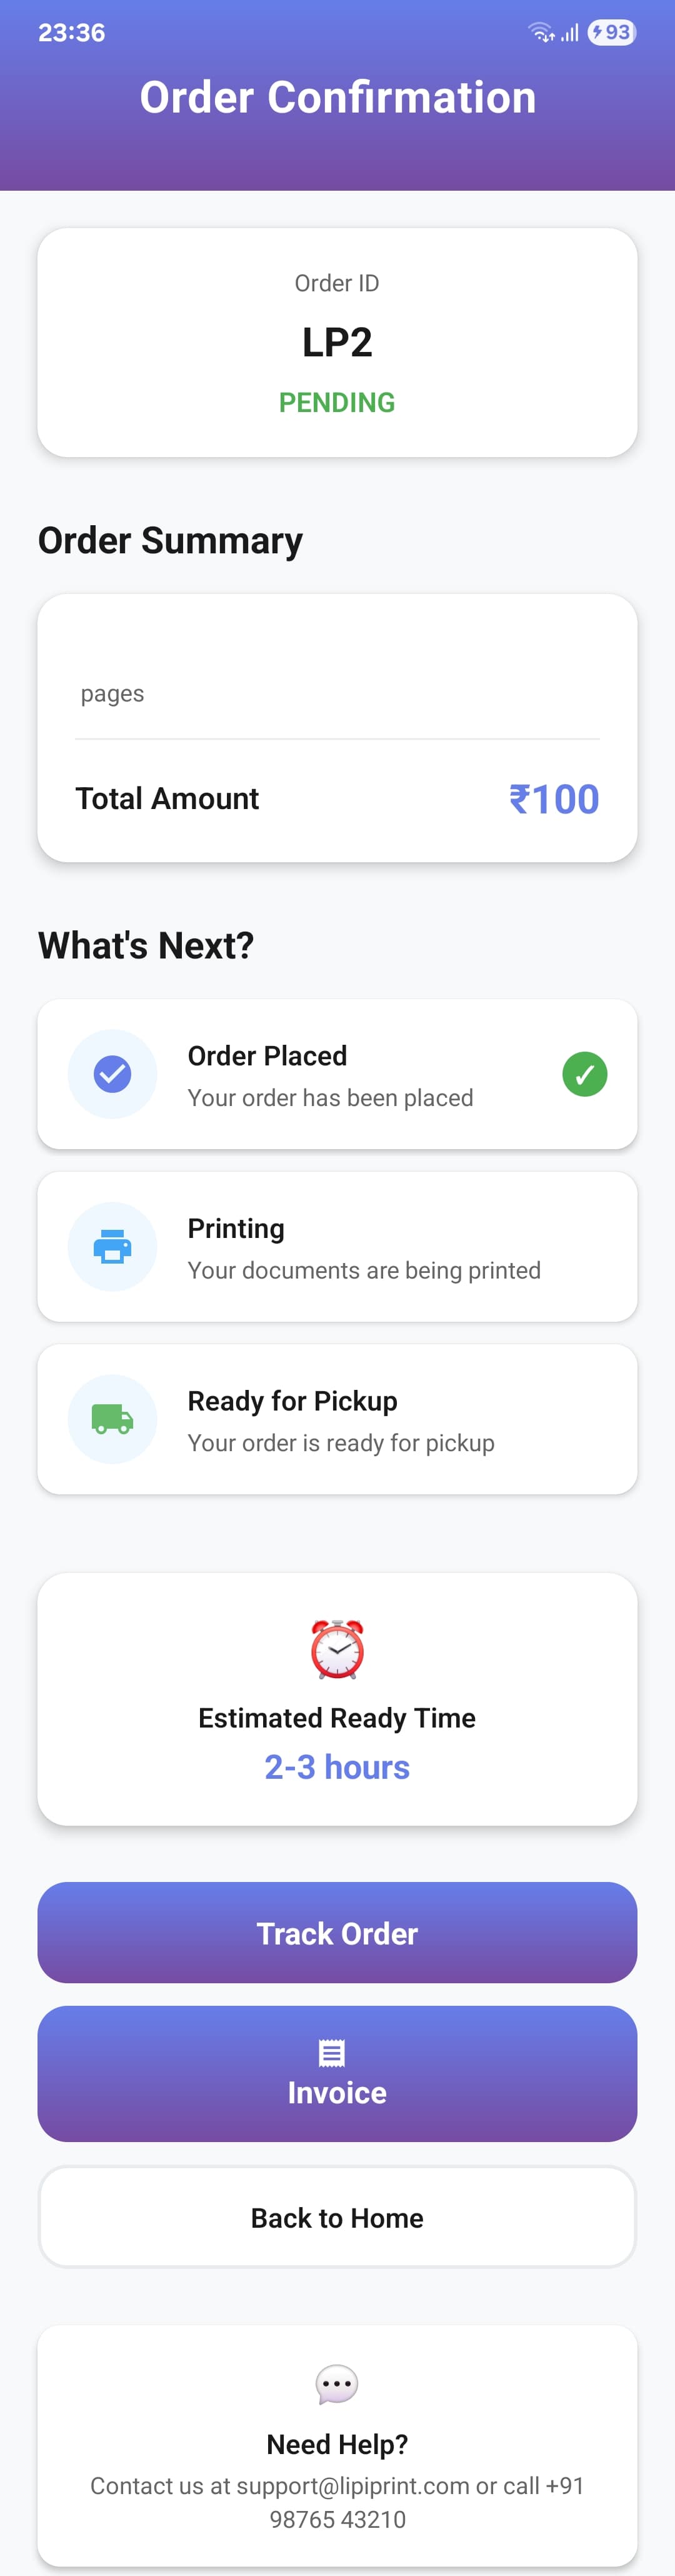 23:36
93
Order Confirmation
Order ID
LP2
PENDING
Order Summary
pages
Total Amount ₹100
What's Next?
Order Placed
Your order has been placed
Printing
Your documents are being printed
Ready for Pickup
Your order is ready for pickup
Estimated Ready Time
2-3 hours
Track Order
Invoice
Back to Home
Need Help?
Contact us at support@lipiprint.com or call +91
98765 43210